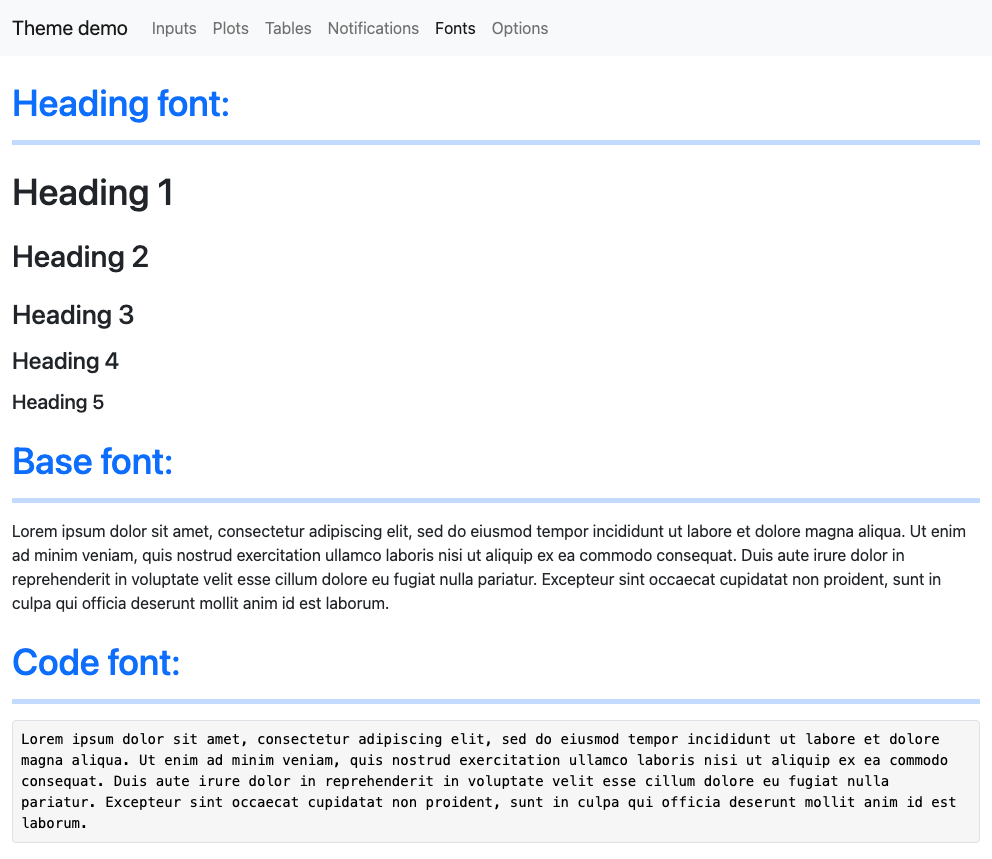 Theme demo Inputs Plots Tables Notifications Fonts Options
Heading font:
Heading 1
Heading 2
Heading 3
Heading 4
Heading 5
Base font:
Lorem ipsum dolor sit amet, consectetur adipiscing elit, sed do eiusmod tempor incididunt ut labore et dolore magna aliqua. Ut enim
ad minim veniam, quis nostrud exercitation ullamco laboris nisi ut aliquip ex ea commodo consequat. Duis aute irure dolor in
reprehenderit in voluptate velit esse cillum dolore eu fugiat nulla pariatur. Excepteur sint occaecat cupidatat non proident, sunt in
culpa qui officia deserunt mollit anim id est laborum.
Code font:
Lorem ipsum dolor sit amet, consectetur adipiscing elit, sed do eiusmod tempor incididunt ut labore et dolore
magna aliqua. Ut enim ad minim veniam, quis nostrud exercitation ullamco laboris nisi ut aliquip ex ea commodo
consequat. Duis aute irure dolor in reprehenderit in voluptate velit esse cillum dolore eu fugiat nulla
pariatur. Excepteur sint occaecat cupidatat non proident, sunt in culpa qui officia deserunt mollit anim id est
laborum.